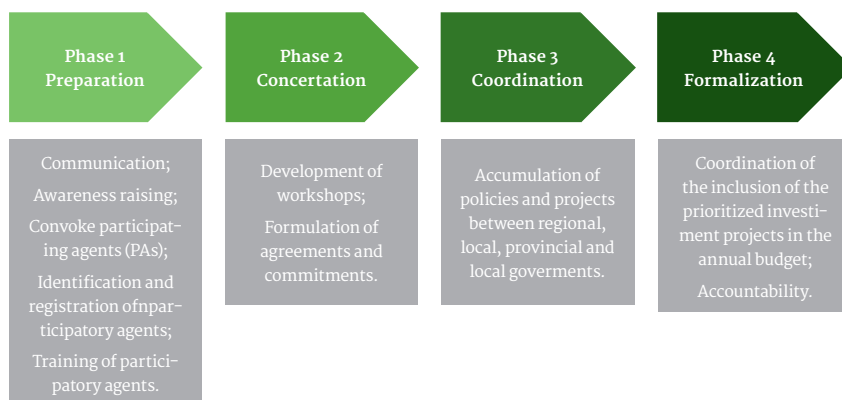 Phase 1
Preparation
Phase 2
Concertation
Phase 3
Coordination
Phase 4
Formalization
Communication;
Awareness raising;
Convoke participat-
ing agents (PAs);
Identification and
registration ofnpar-
ticipatory agents;
Training of partici-
patory agents.
Development of
workshops;
Formulation of
agreements and
commitments.
Accumulation of
policies and projects
between regional,
local, provincial and
local goverments.
Coordination of
the inclusion of the
prioritized investi-
ment projects in the
annual budget;
Accountability.